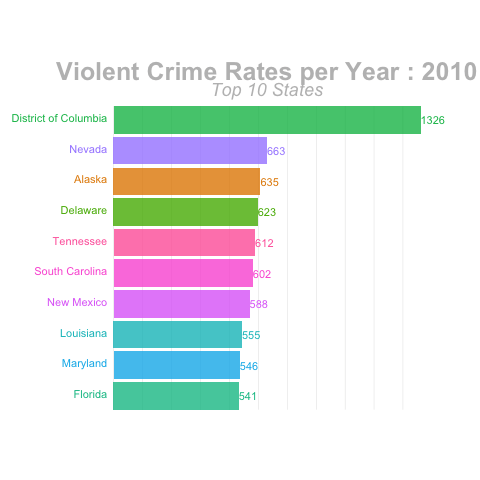 Violent Crime Rates per Year : 2010
Top 10 States
District of Columbia 1326
Nevada 663
Alaska 635
Delaware 623
Tennessee 612
South Carolina 602
New Mexico 588
Louisiana 555
Maryland 546
Florida 541